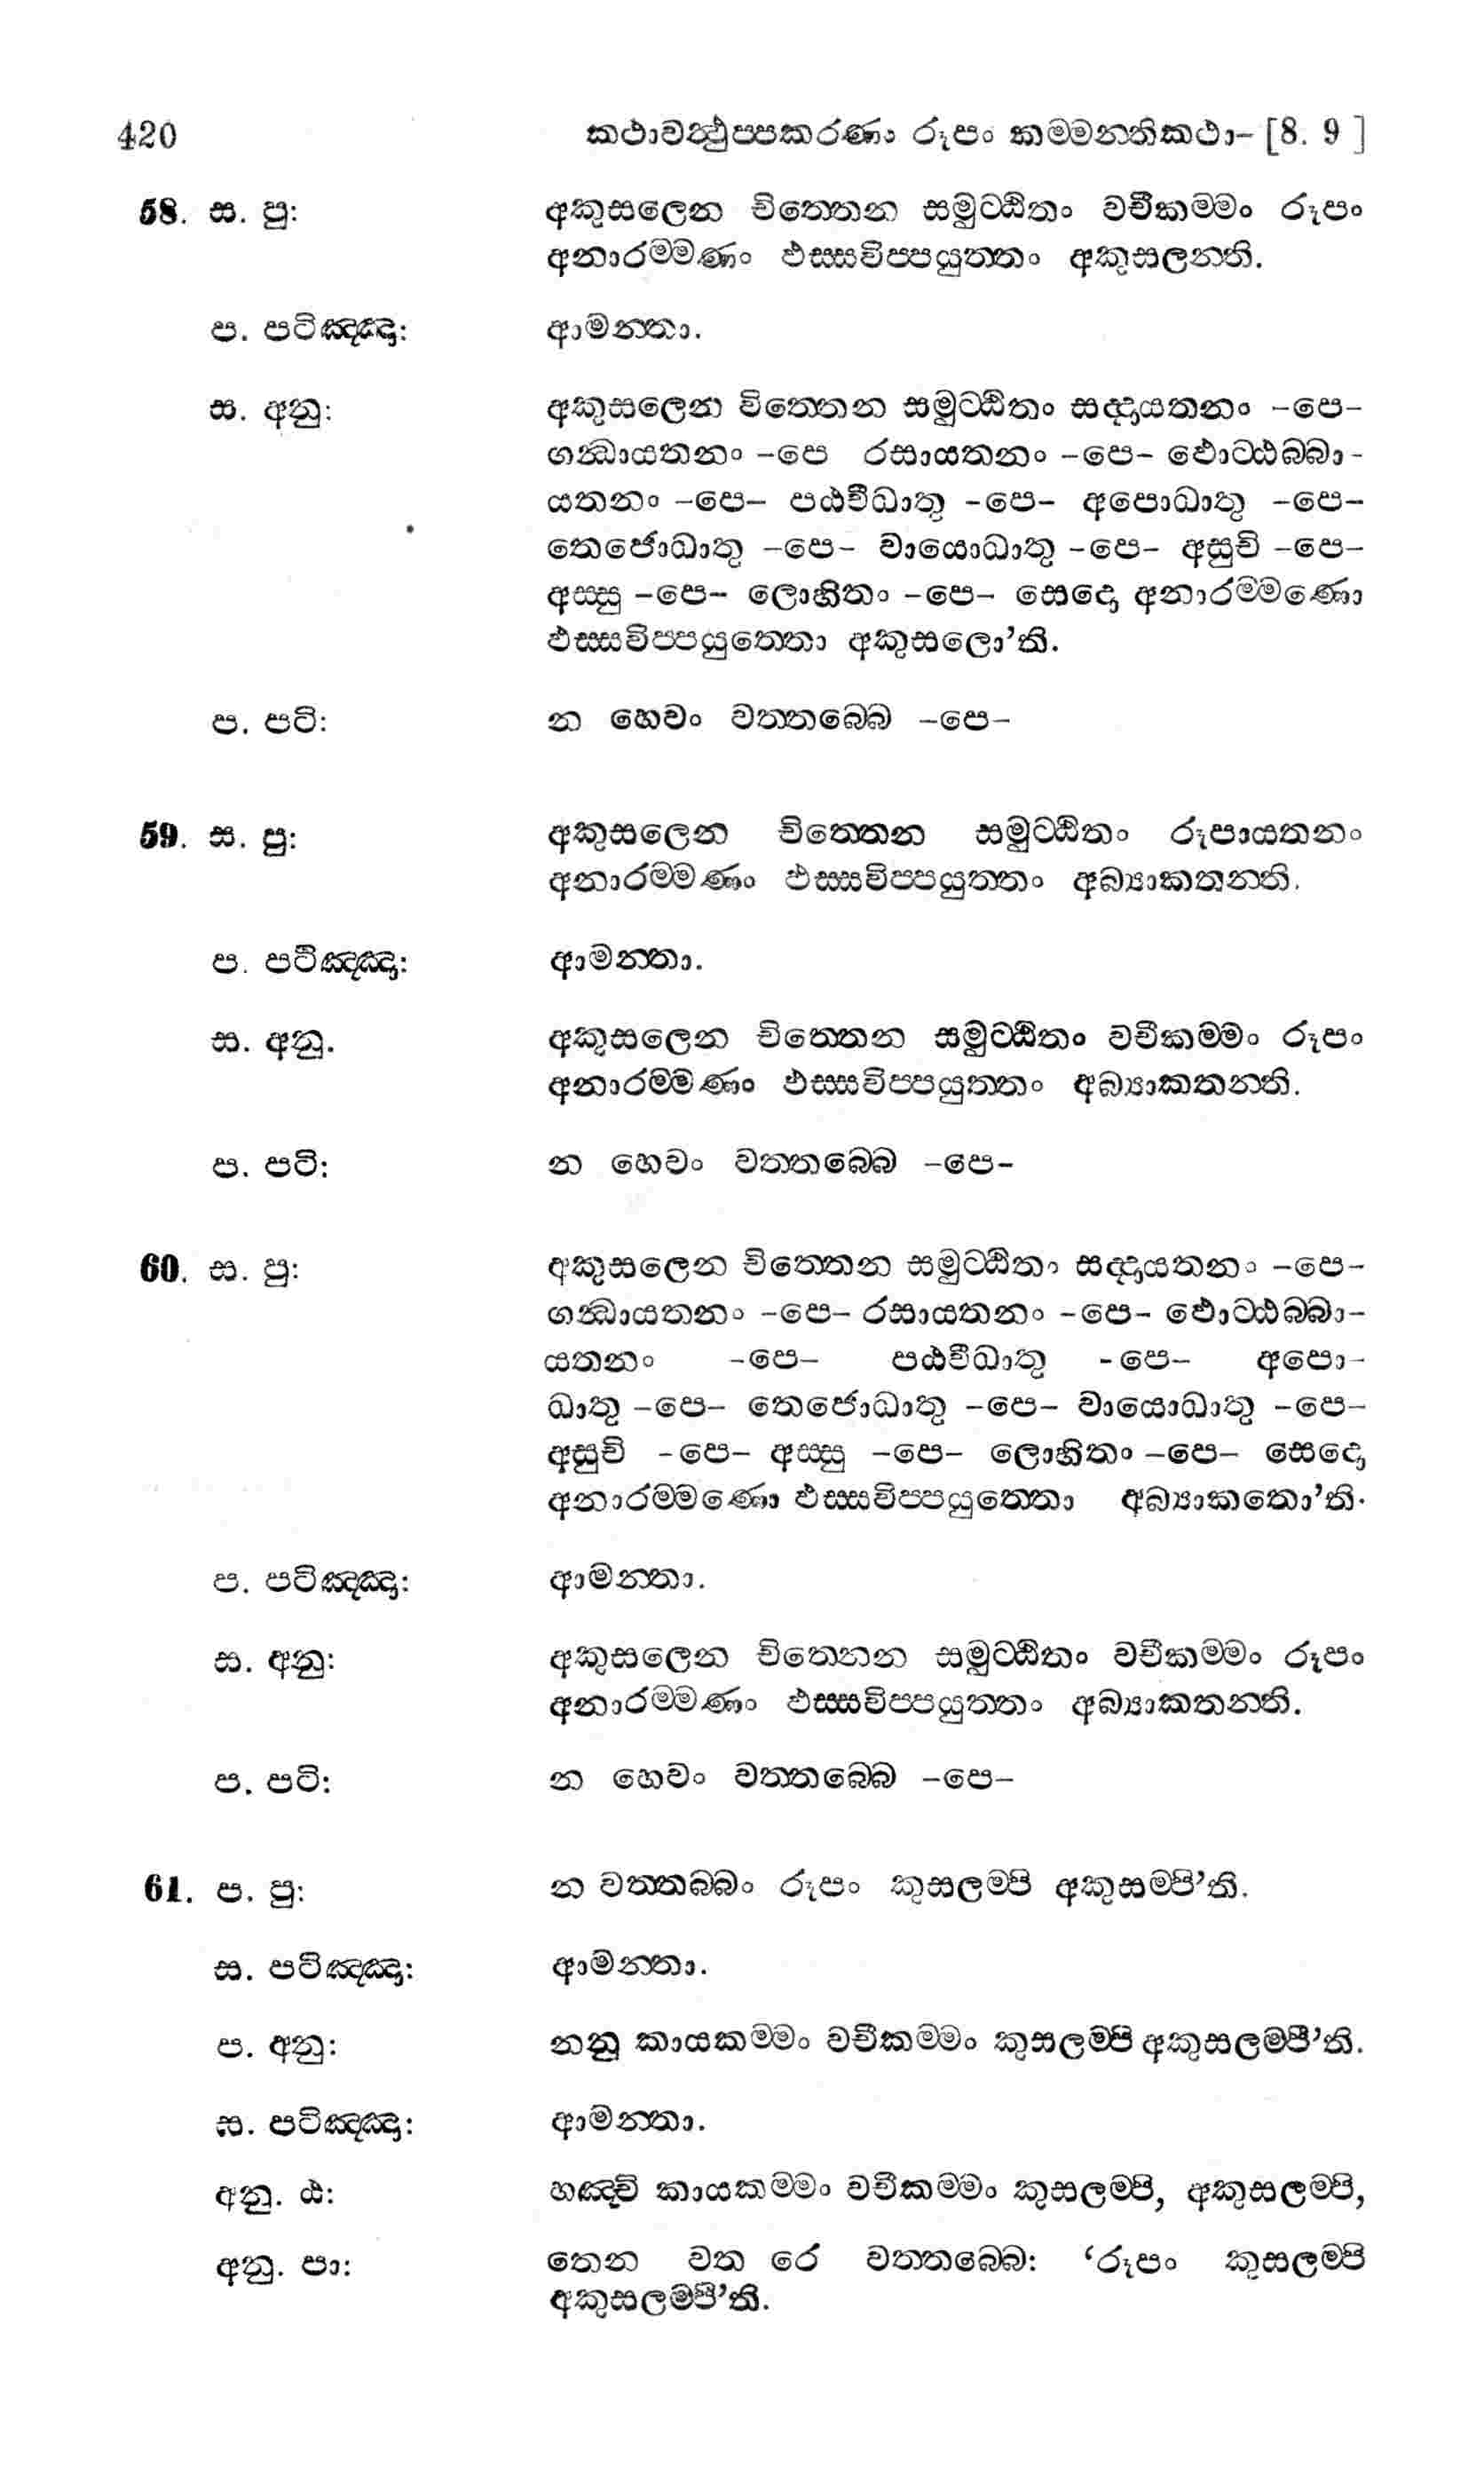 420 කථාවත්‍ථුප‍්පකරණං රූපං කම‍්මන‍්තිකථා– [8. 9 ]
58. ස. පු: අකුසලෙන චිත‍්තෙන සමුට‍්ඨිතං වචීකම‍්මං රූපං
අනාරම‍්මණං ඵස‍්සවිප‍්පයුත‍්තං අකුසලන‍්ති.
ප. පටිඤ‍්ඤා: ආමන‍්තා.
ස. අනු: අකුසලෙන චිත‍්තෙන සමුට‍්ඨිතං සද‍්දායතනං –පෙ–
ගන්‍ධායතනං –පෙ රසායතනං –පෙ– ඵොට‍්ඨබ‍්බා-
යතනං –පෙ– පඨවීධාතු –පෙ– අපොධාතු –පෙ–
තෙජොධාතු –පෙ– වායොධාතු –පෙ– අසුචි –පෙ–
අස‍්සු –පෙ– ලොහිතං –පෙ– සෙදො අනාරම‍්මණො
ඵස‍්සවිප‍්පයුත‍්තො අකුසලො’ති.
ප. පටි: න හෙවං වත‍්තබ‍්බෙ –පෙ–
59. ස. පු: අකුසලෙන චිත‍්තෙන සමුට‍්ඨිතං රූපායතනං
අනාරම‍්මණං ඵස‍්සවිප‍්පයුත‍්තං අබ්‍යාකතන‍්ති.
ප. පටිඤ‍්ඤා: ආමන‍්තා.
ස. අනු. අකුසලෙන චිත‍්තෙන සමුට‍්ඨිතං වචීකම‍්මං රූපං
අනාරම‍්මණං ඵස‍්සවිප‍්පයුත‍්තං අබ්‍යාකතන‍්ති.
ප. පටි: න හෙවං වත‍්තබ‍්බෙ –පෙ–
60. ස. පු: අකුසලෙන චිත‍්තෙන සමුට‍්ඨිතං සද‍්දායතනං –පෙ–
ගන්‍ධායතනං –පෙ– රසායතනං –පෙ– ඵොට‍්ඨබ‍්බා–
යතනං –පෙ– පඨවීධාතු –පෙ– අපො–
ධාතු –පෙ– තෙජොධාතු –පෙ– වායොධාතු –පෙ–
අසුචි –පෙ– අස‍්සු –පෙ– ලොහිතං –පෙ– සෙදො
අනාරම‍්මණො ඵස‍්සවිප‍්පයුත‍්තො අබ්‍යාකතො’ති.
ප. පටිඤ‍්ඤා: ආමන‍්තා.
ස. අනු: අකුසලෙන චිත‍්තෙන සමුට‍්ඨිතං වචීකම‍්මං රූපං
අනාරම‍්මණං ඵස‍්සවිප‍්පයුත‍්තං අබ්‍යාකතන‍්ති.
ප. පටි: න හෙවං වත‍්තබ‍්බෙ –පෙ–
61. ප. පු: න වත‍්තබ‍්බං රූපං කුසලම‍්පි අකුසම‍්පි’ති.
ස. පටිඤ‍්ඤා: ආමන‍්තා.
ප. අනු: නනු කායකම‍්මං වචීකම‍්මං කුසලම‍්පි අකුසලම‍්පී’ති.
ස. පටිඤ‍්ඤා: ආමන‍්තා.
අනු. ඨ: හඤ‍්චි කායකම‍්මං වචීකම‍්මං කුසලම‍්පි, අකුසලම‍්පි,
අනු. පා: තෙන වත රෙ වත‍්තබ‍්බෙ: ‘රූපං කුසලම‍්පි
අකුසලම‍්පි’ති.